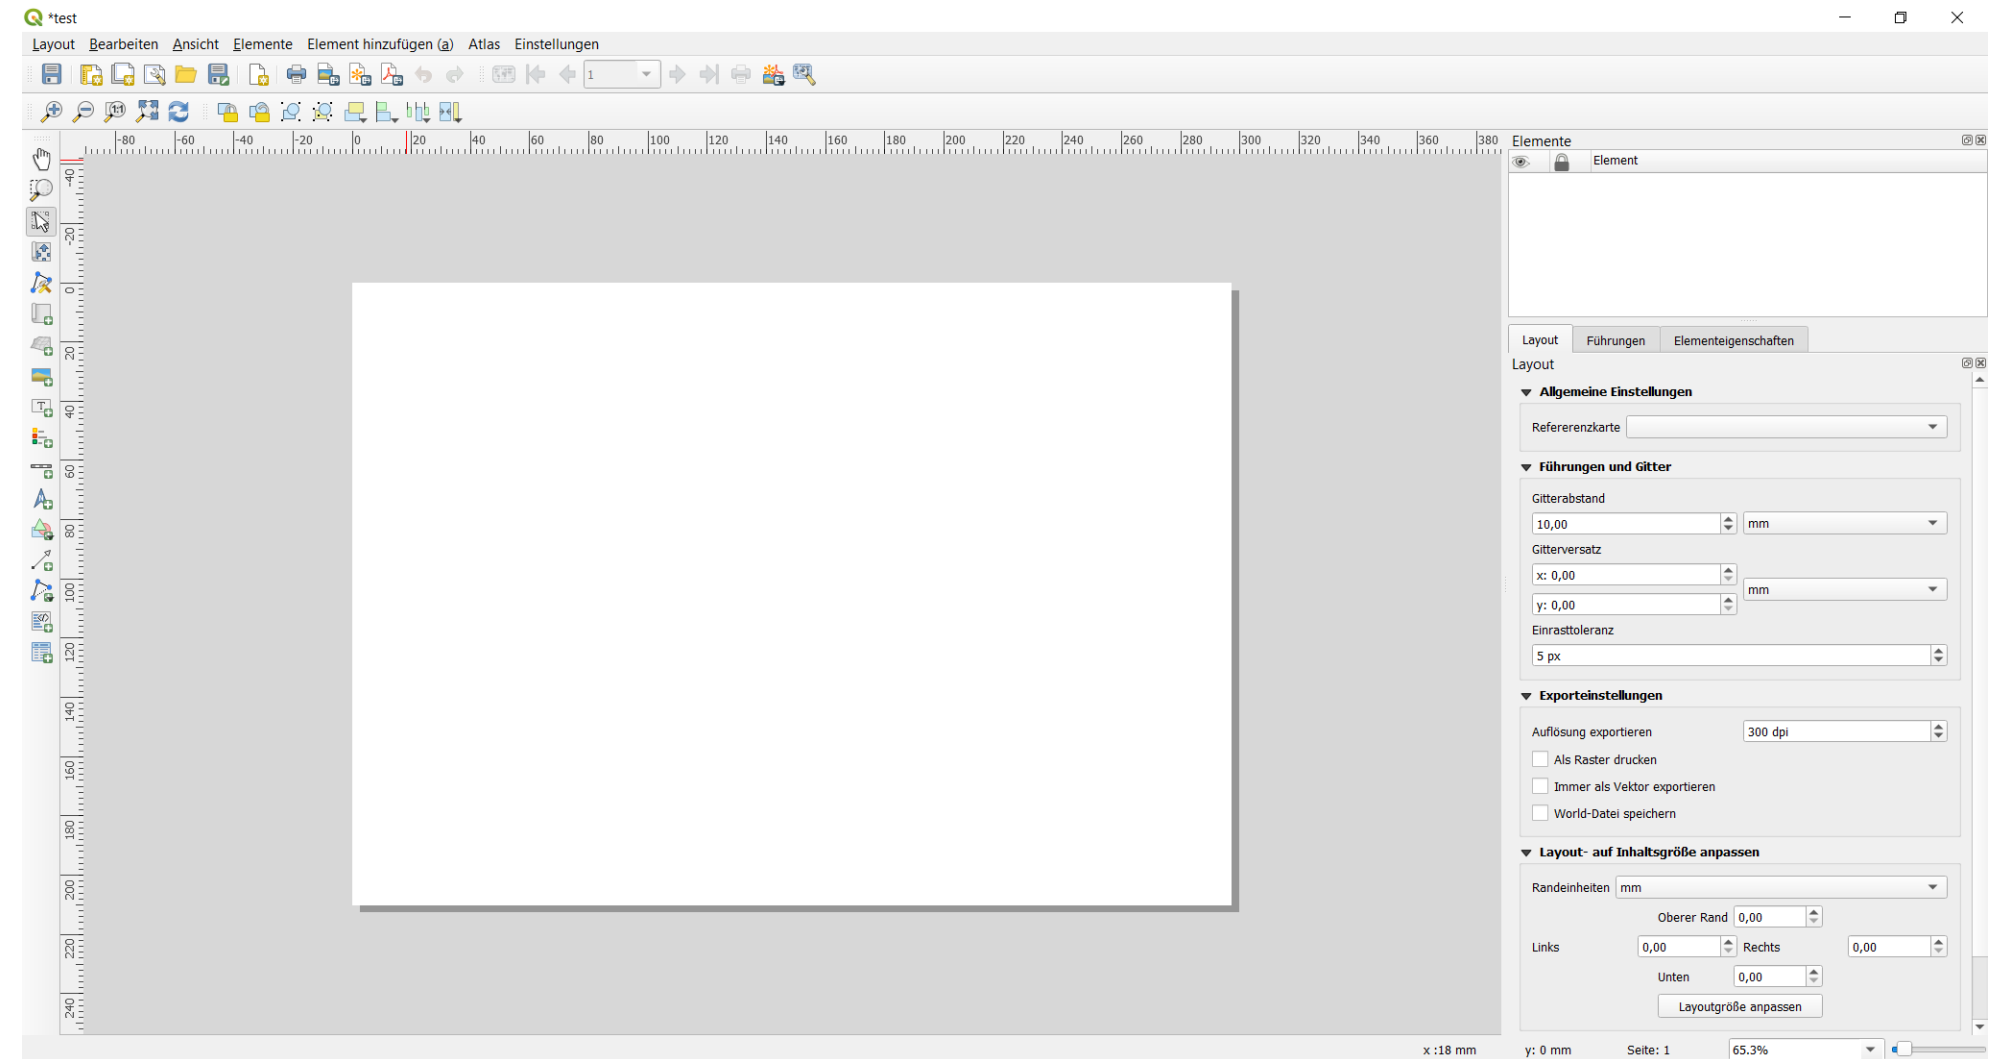 *test
Layout Bearbeiten Ansicht Elemente Element hinzufügen (a) Atlas Einstellungen
1
1:1
-80 -60 -40 -20 0 20 40 60 80 100 120 140 160 180 200 220 240 260 280 300 320 340 360 380
-40
-20
0
20
40
60
80
100
120
140
160
180
200
220
240
Elemente
Element
Layout Führungen Elementeigenschaften
Layout
Allgemeine Einstellungen
Refererenzkarte
Führungen und Gitter
Gitterabstand
10,00 mm
Gitterversatz
x: 0,00
mm
y: 0,00
Einrasttoleranz
5 px
Exporteinstellungen
Auflösung exportieren 300 dpi
Als Raster drucken
Immer als Vektor exportieren
World-Datei speichern
Layout- auf Inhaltsgröße anpassen
Randeinheiten mm
Oberer Rand 0,00
Links 0,00 Rechts 0,00
Unten 0,00
Layoutgröße anpassen
x :18 mm y: 0 mm Seite: 1 65.3%